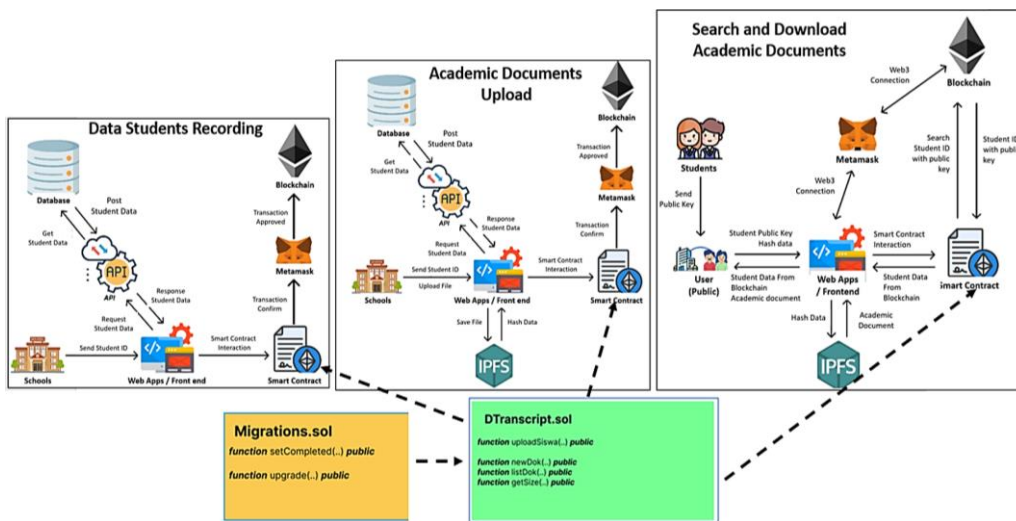 Data Students Recording
Database
Post
Student Data
Get
Student Data
API
API
Response
Student Data
Request
Student Data
Schools
Send Student ID
Web Apps / Front end
Smart Contract
Interaction
Smart Contract
Transaction
Confirm
Metamask
Transaction
Approved
Blockchain
Academic Documents
Upload
Database
Post
Student Data
Get
Student Data
API
API
Response
Student Data
Request
Student Data
Schools
Send Student ID
Upload File
Web Apps / Front end
Smart Contract
Interaction
Smart Contract
Transaction
Confirm
Metamask
Transaction
Approved
Blockchain
Save File
Hash Data
IPFS
Search and Download
Academic Documents
Blockchain
Web3
Connection
Metamask
Web3
Connection
Search
Student ID
with public
key
Student ID
with public
key
Students
Send
Public Key
User
(Public)
Student Public Key
Hash data
Student Data From
Blockchain
Academic document
Web Apps
/ Frontend
Smart Contract
Interaction
Student Data
From
Blockchain
Smart Contract
Hash Data
Academic
Document
IPFS
Migrations.sol
function setCompleted(..) public
function upgrade(..) public
DTranscript.sol
function uploadSiswa(..) public
function newDok(..) public
function listDok(..) public
function getSize(..) public